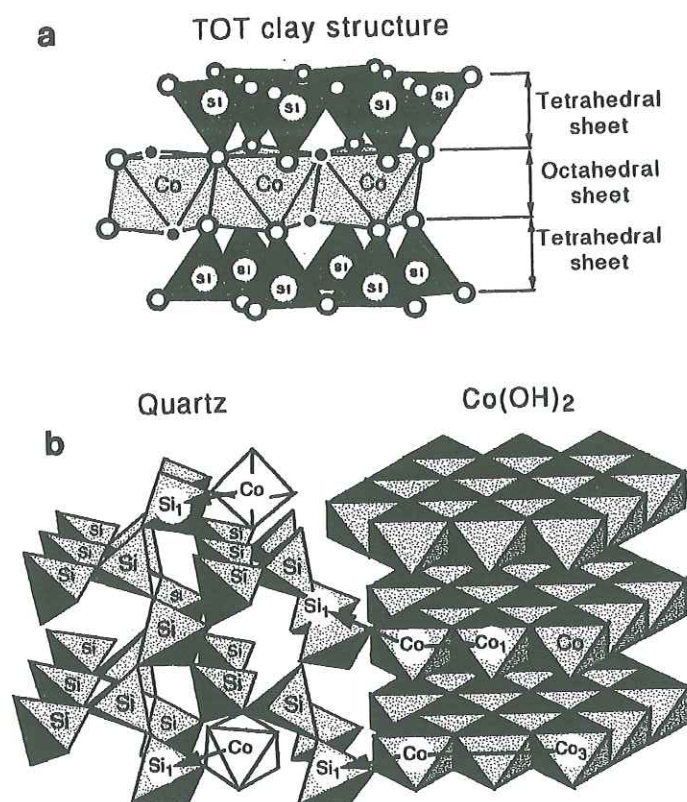 a
TOT clay structure
Si Si Si Si
Tetrahedral
sheet
Co Co Co
Octahedral
sheet
Tetrahedral
sheet
Si Si Si Si Si
Quartz
Co(OH)2
b
Co
Si1
Si Si
Si Si Si Si
Si Si Si Si
Si Si
Si1
Si
Si
Si
Co Co1 Co
Si
Si Si
Si
Co
Si1
Si1
Co Co3